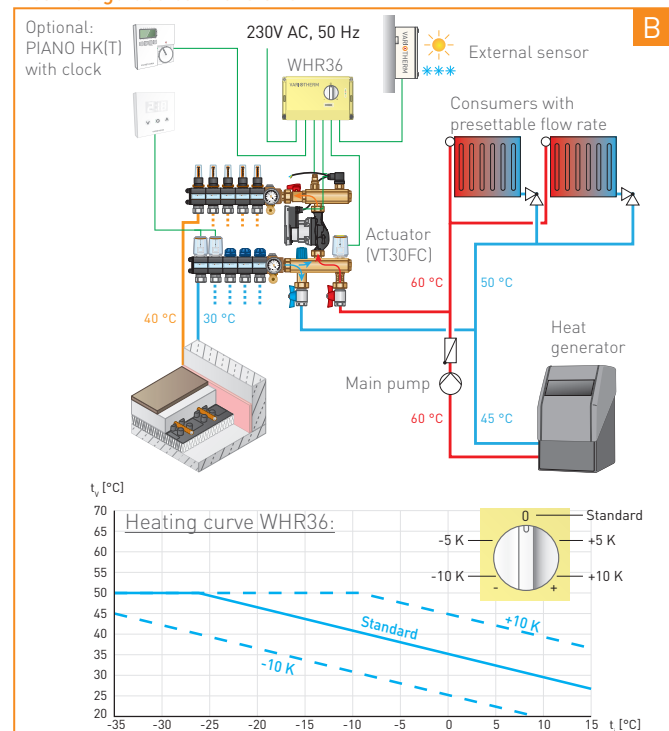 B
Optional:
PIANO HK(T)
with clock
230V AC, 50 Hz
WHR36
VARIOTHERM
VARIOTHERM
External sensor
Consumers with
presettable flow rate
Actuator
(VT30FC)
60 °C
50 °C
40 °C
30 °C
Heat
generator
Main pump
60 °C
45 °C
tv [°C]
Heating curve WHR36:
0
Standard
-5 K
+5 K
-10 K
+10 K
-
+
70
65
60
55
50
45
40
35
30
25
20
Standard
+10 K
-10 K
-35
-30
-25
-20
-15
-10
-5
0
5
10
15
[°C]